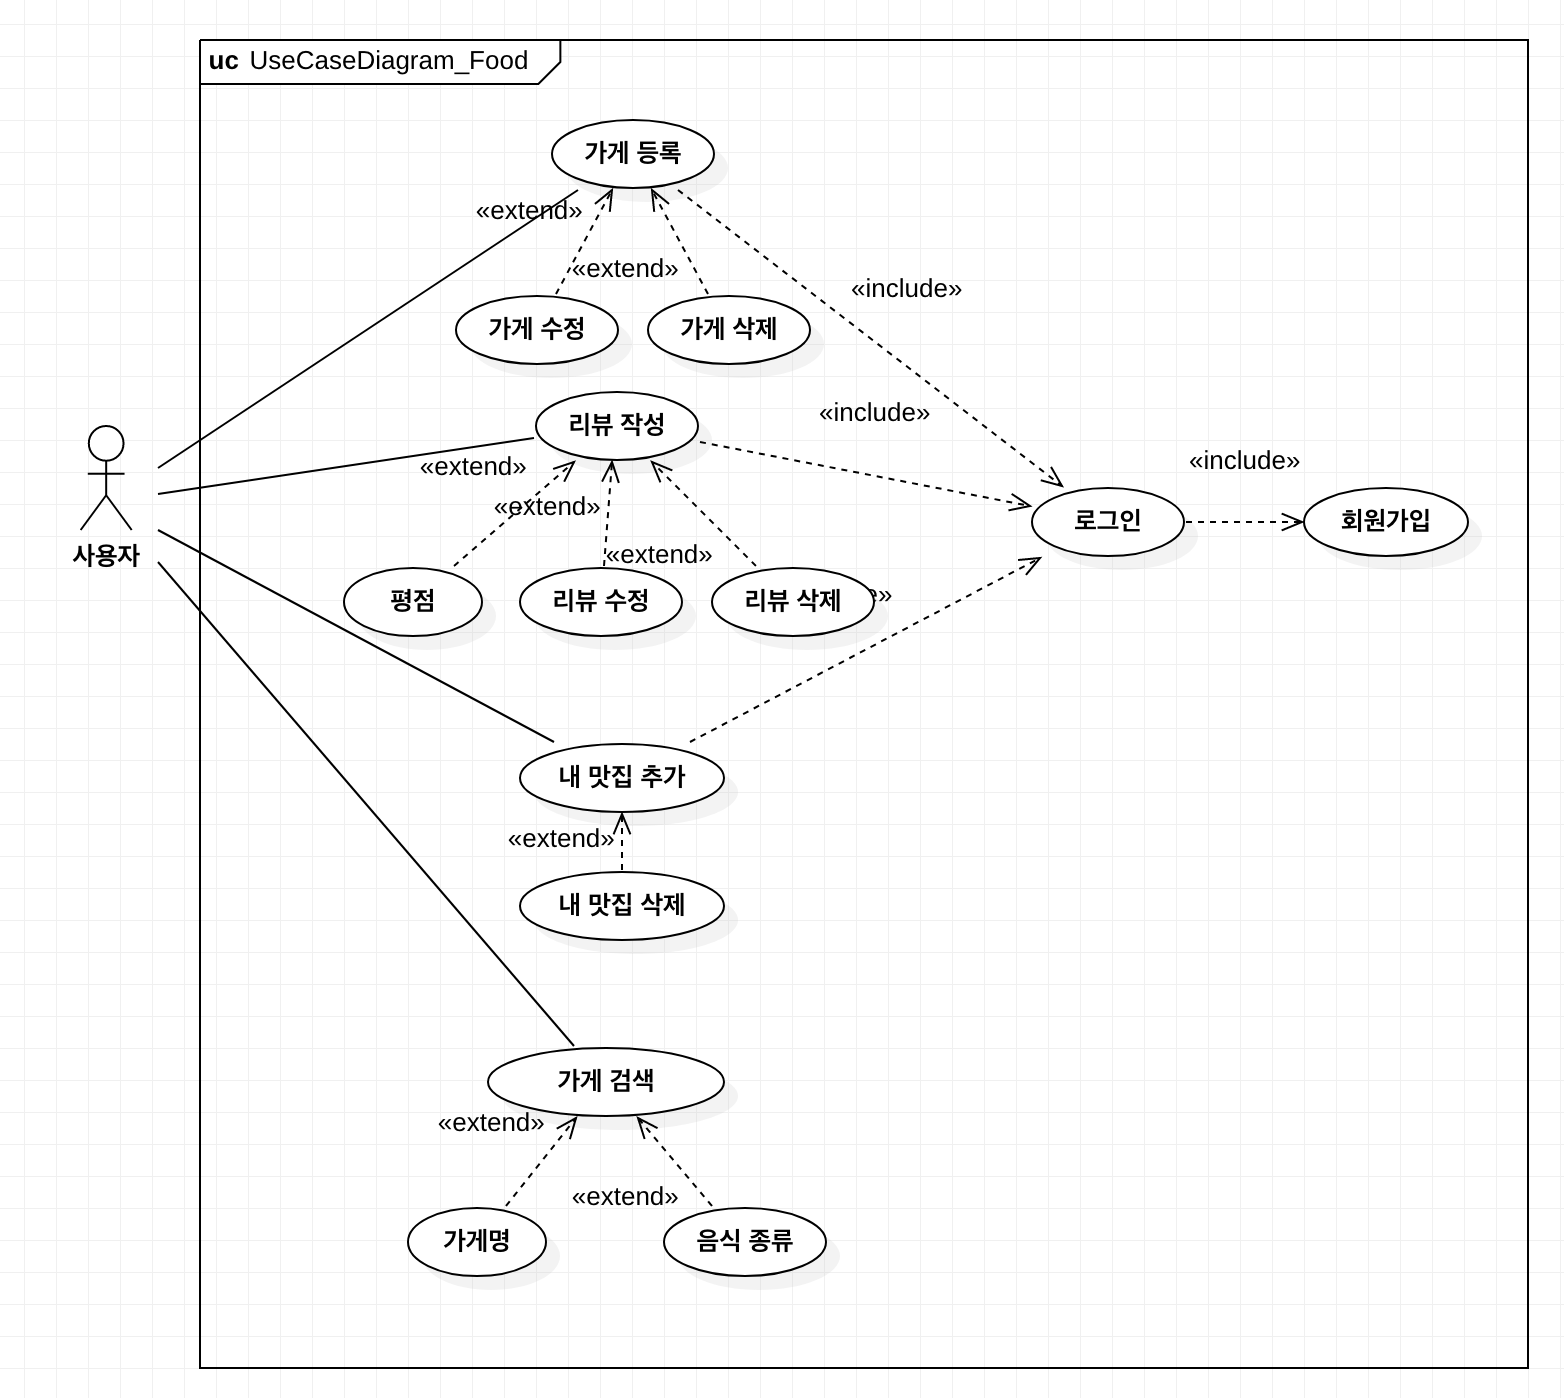 uc UseCaseDiagram_Food
가게 등록
«extend»
«extend»
«include»
가게 수정
가게 삭제
«include»
리뷰 작성
«extend»
«include»
«extend»
로그인
회원가입
사용자
«extend»
평점
리뷰 수정
리뷰 삭제
내 맛집 추가
«extend»
내 맛집 삭제
가게 검색
«extend»
«extend»
가게명
음식 종류